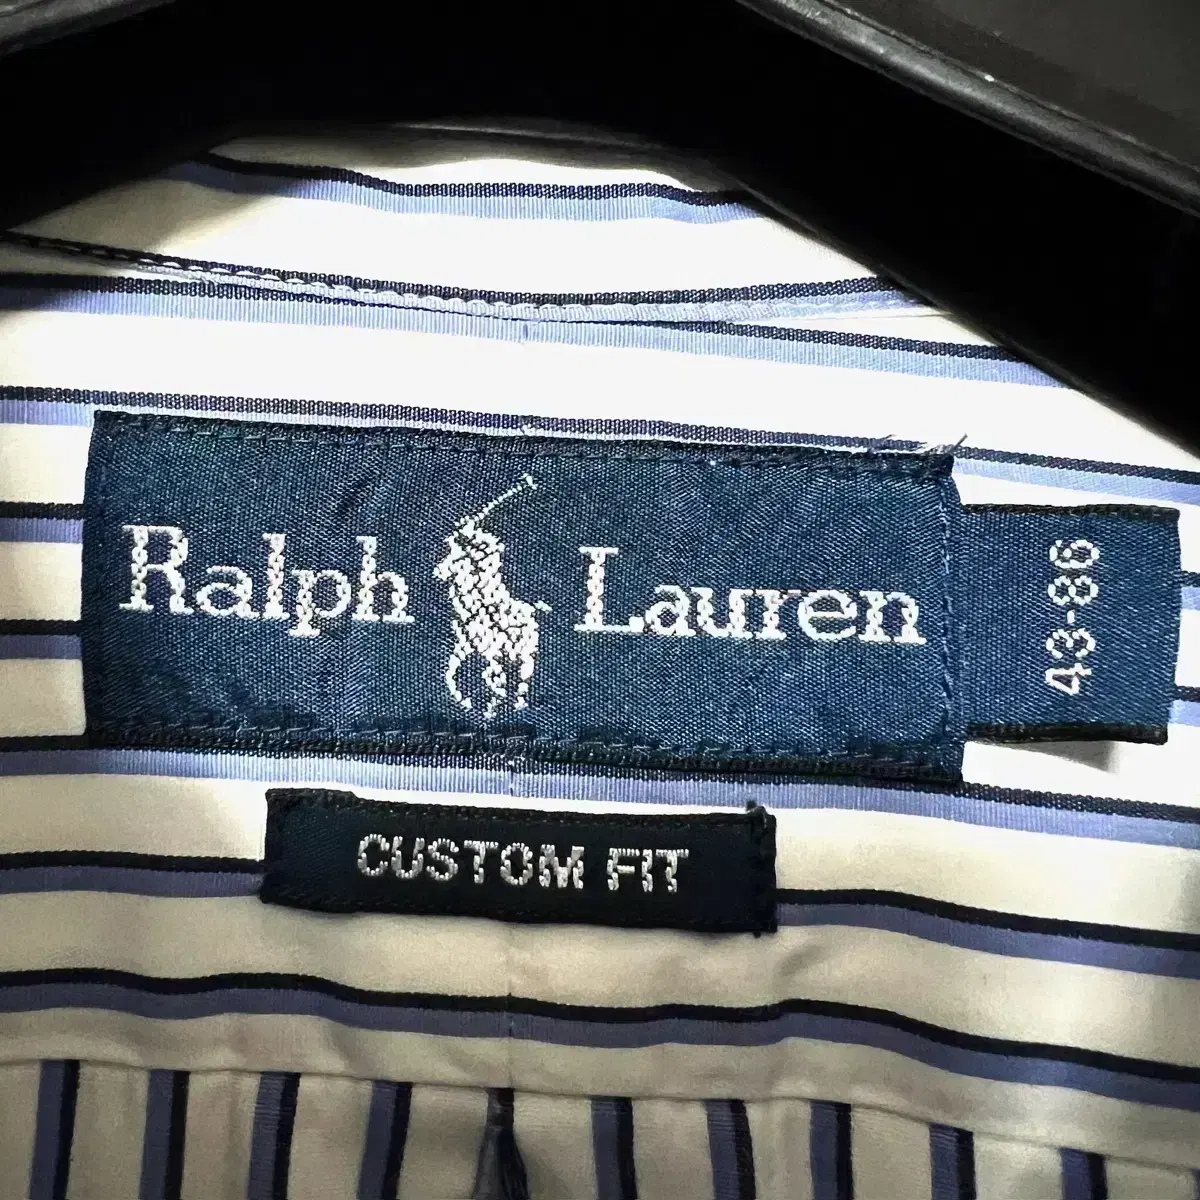 Ralph Lauren
43-86
CUSTOM FIT